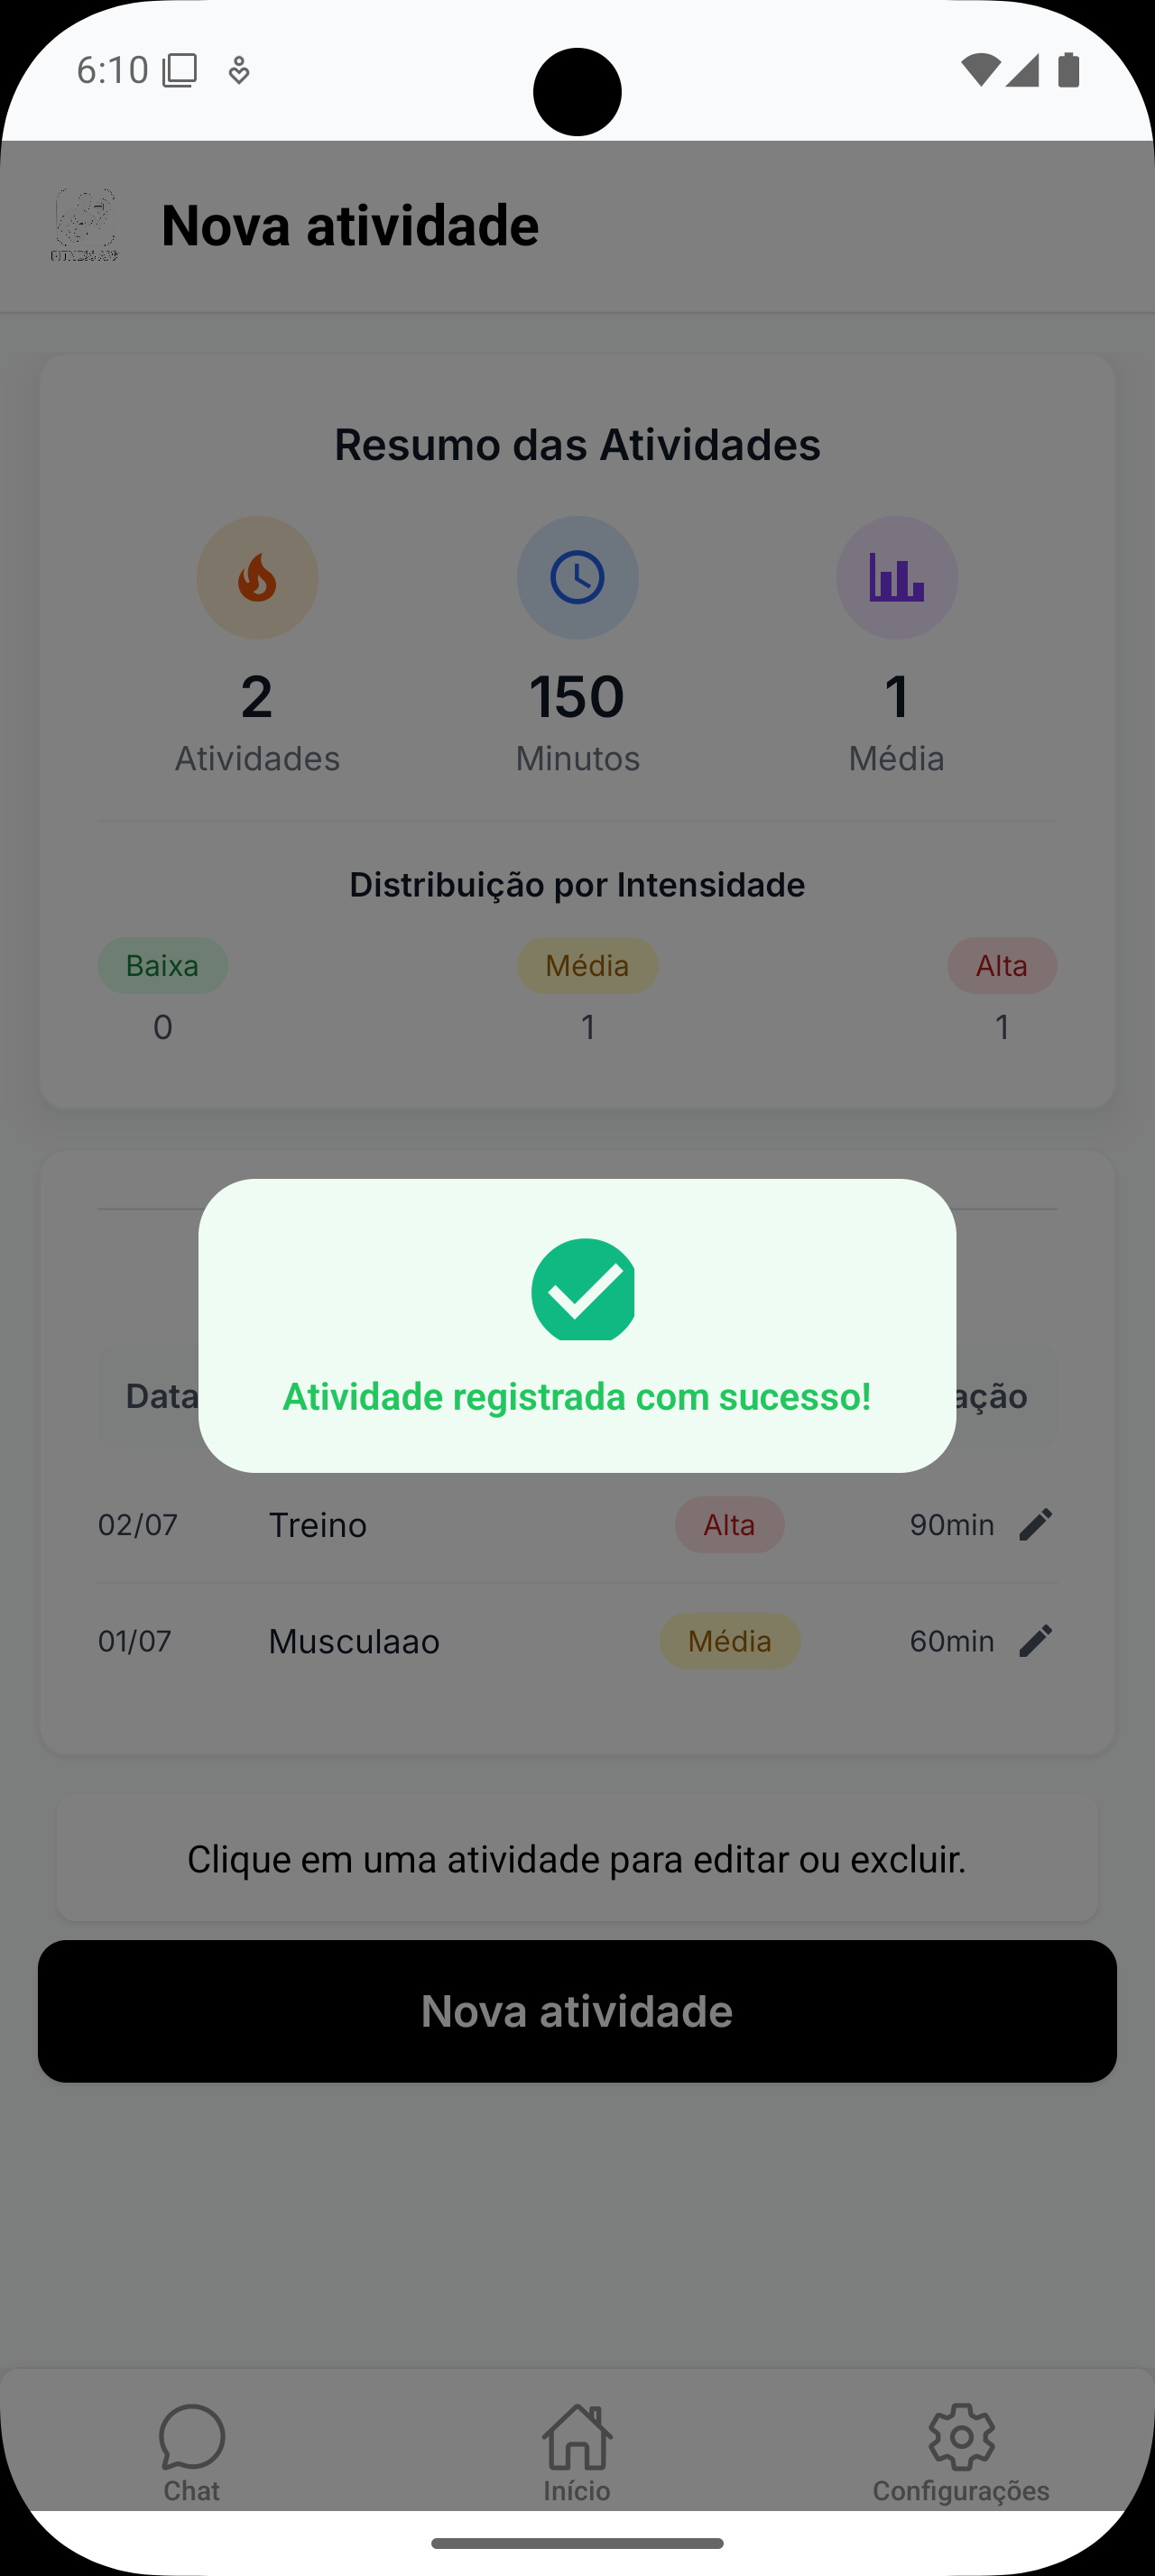 6:10
Nova atividade
Resumo das Atividades
2 150 1
Atividades Minutos Média
Distribuição por Intensidade
Baixa Média Alta
0 1 1
Atividade registrada com sucesso!
Data ação
02/07 Treino Alta 90min
01/07 Musculaao Média 60min
Clique em uma atividade para editar ou excluir.
Nova atividade
Chat Início Configurações